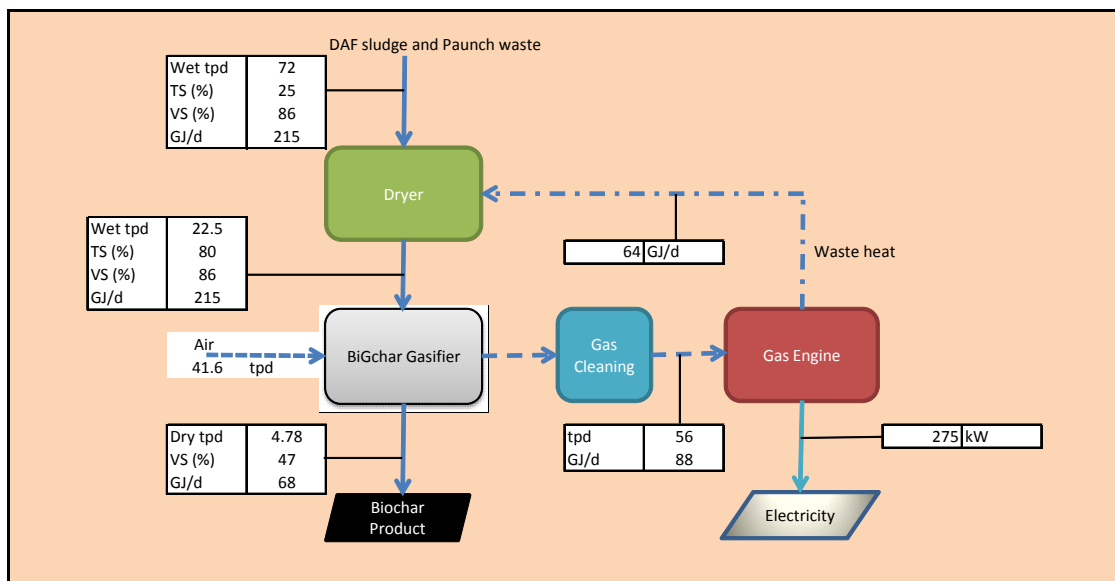 DAF sludge and Paunch waste
Wet tpd 72
TS (%) 25
VS (%) 86
GJ/d 215
Dryer
Wet tpd 22.5
TS (%) 80
VS (%) 86
GJ/d 215
64 GJ/d
Waste heat
Air
41.6 tpd
BiGchar Gasifier
Gas
Cleaning
Gas Engine
Dry tpd 4.78
VS (%) 47
GJ/d 68
tpd 56
GJ/d 88
275 kW
Biochar
Product
Electricity